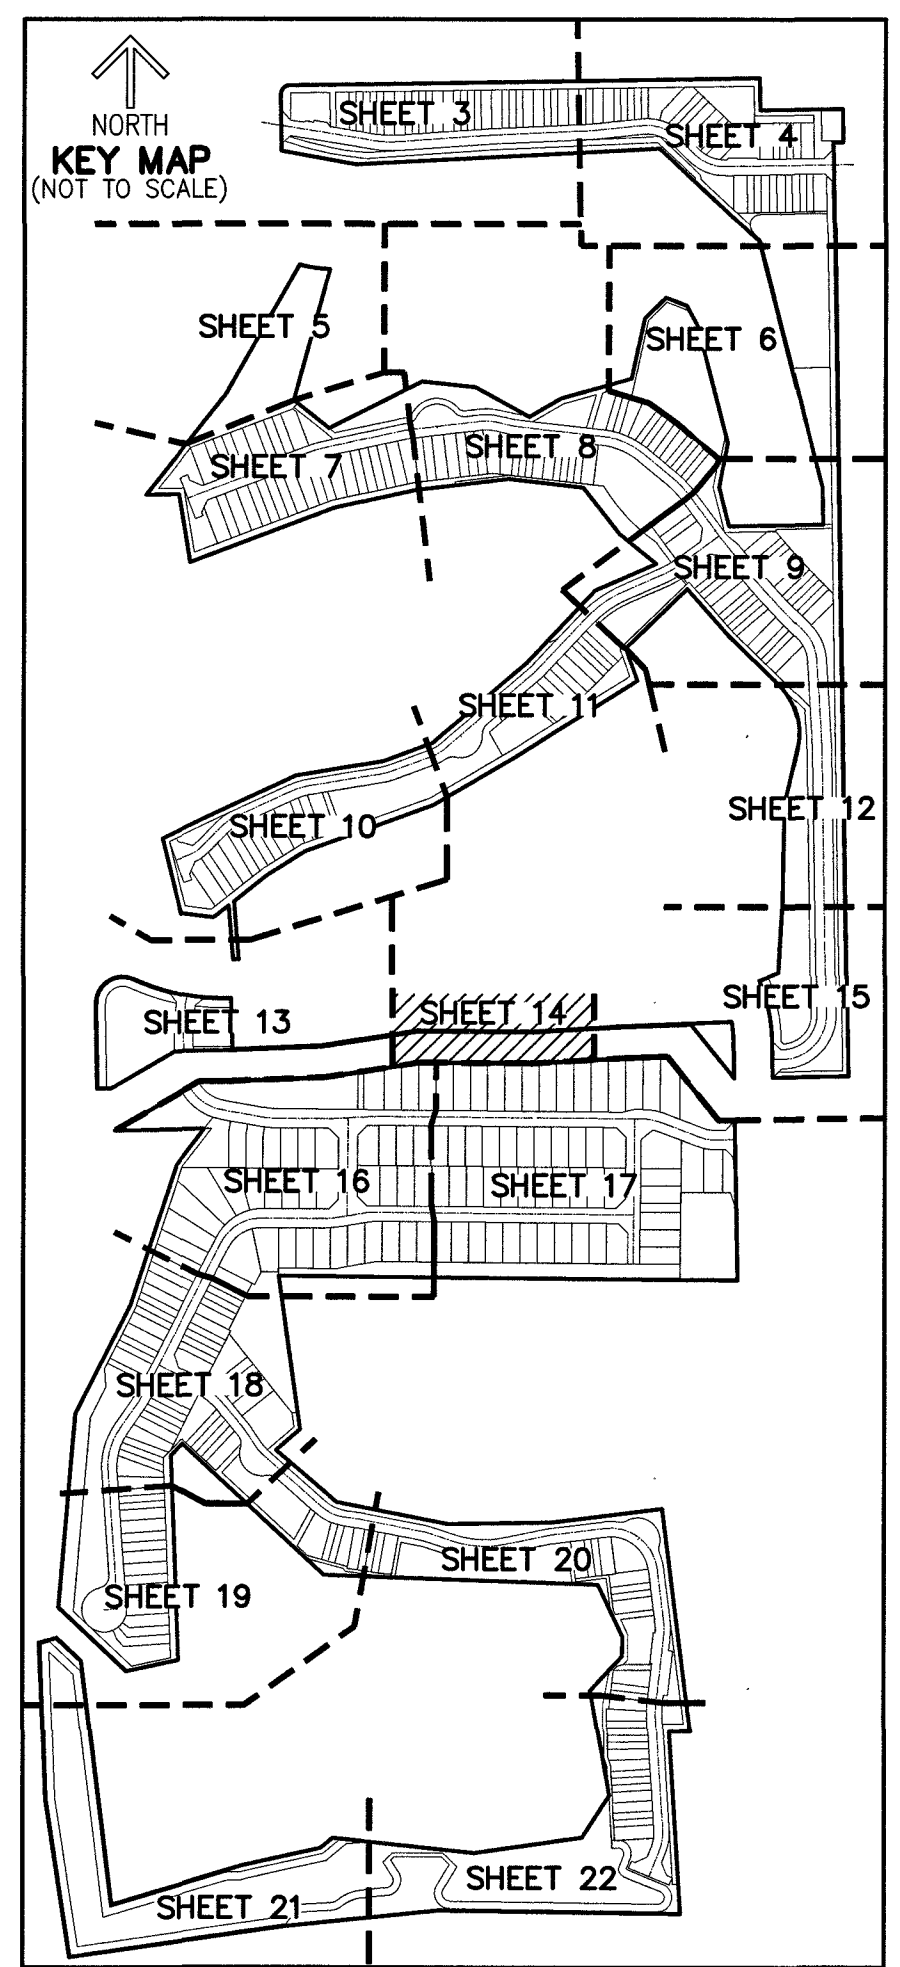 NORTH
KEY MAP
(NOT TO SCALE)
SHEET 3
SHEET 4
SHEET 5
SHEET 6
SHEET 7
SHEET 8
SHEET 9
SHEET 11
SHEET 10
SHEET 12
SHEET 13
SHEET 14
SHEET 15
SHEET 16
SHEET 17
SHEET 18
SHEET 19
SHEET 20
SHEET 21
SHEET 22